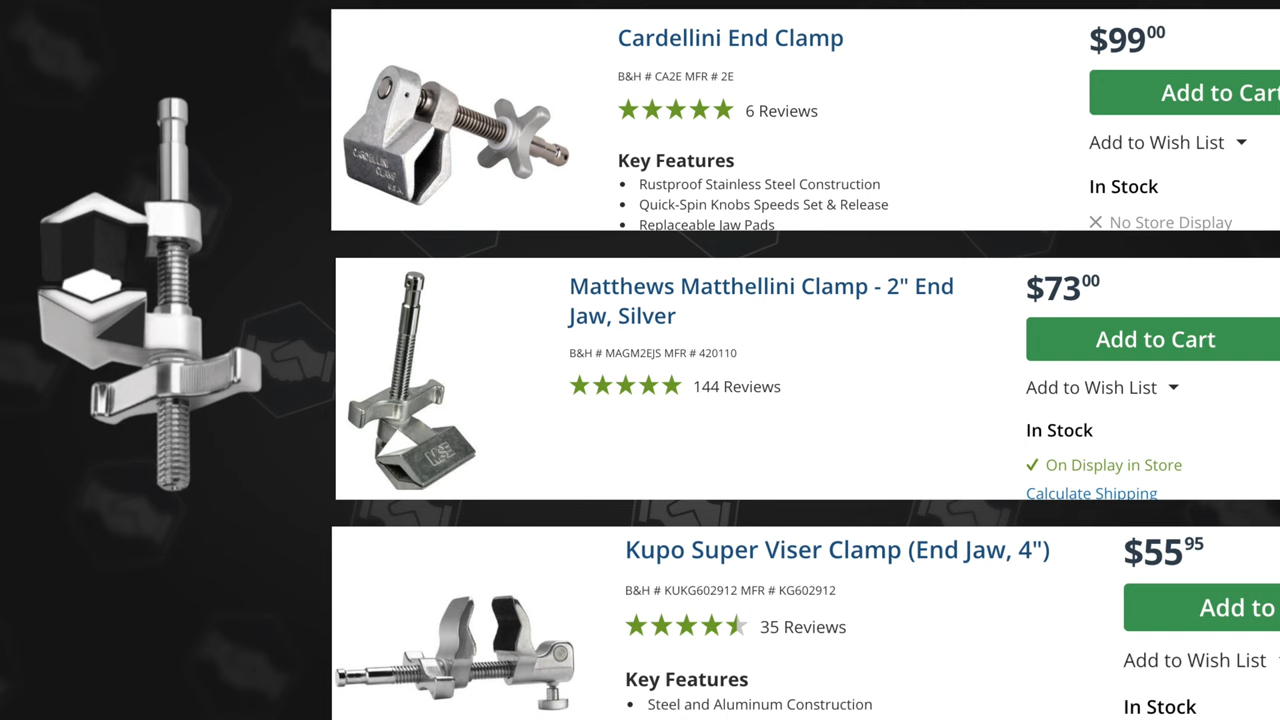 Cardellini End Clamp
B&H # CA2E MFR # 2E
6 Reviews
Key Features
• Rustproof Stainless Steel Construction
• Quick-Spin Knobs Speeds Set & Release
• Replaceable Jaw Pads
$99 00
Add to Cart
Add to Wish List
In Stock
No Store Display
CARDELLINI
CLAMP
U.S.A.
Matthews Matthellini Clamp - 2" End
Jaw, Silver
B&H # MAGM2EJS MFR # 420110
144 Reviews
$73 00
Add to Cart
Add to Wish List
In Stock
On Display in Store
Calculate Shipping
MSE
Kupo Super Viser Clamp (End Jaw, 4")
B&H # KUKG602912 MFR # KG602912
35 Reviews
Key Features
• Steel and Aluminum Construction
$55 95
Add to
Add to Wish List
In Stock